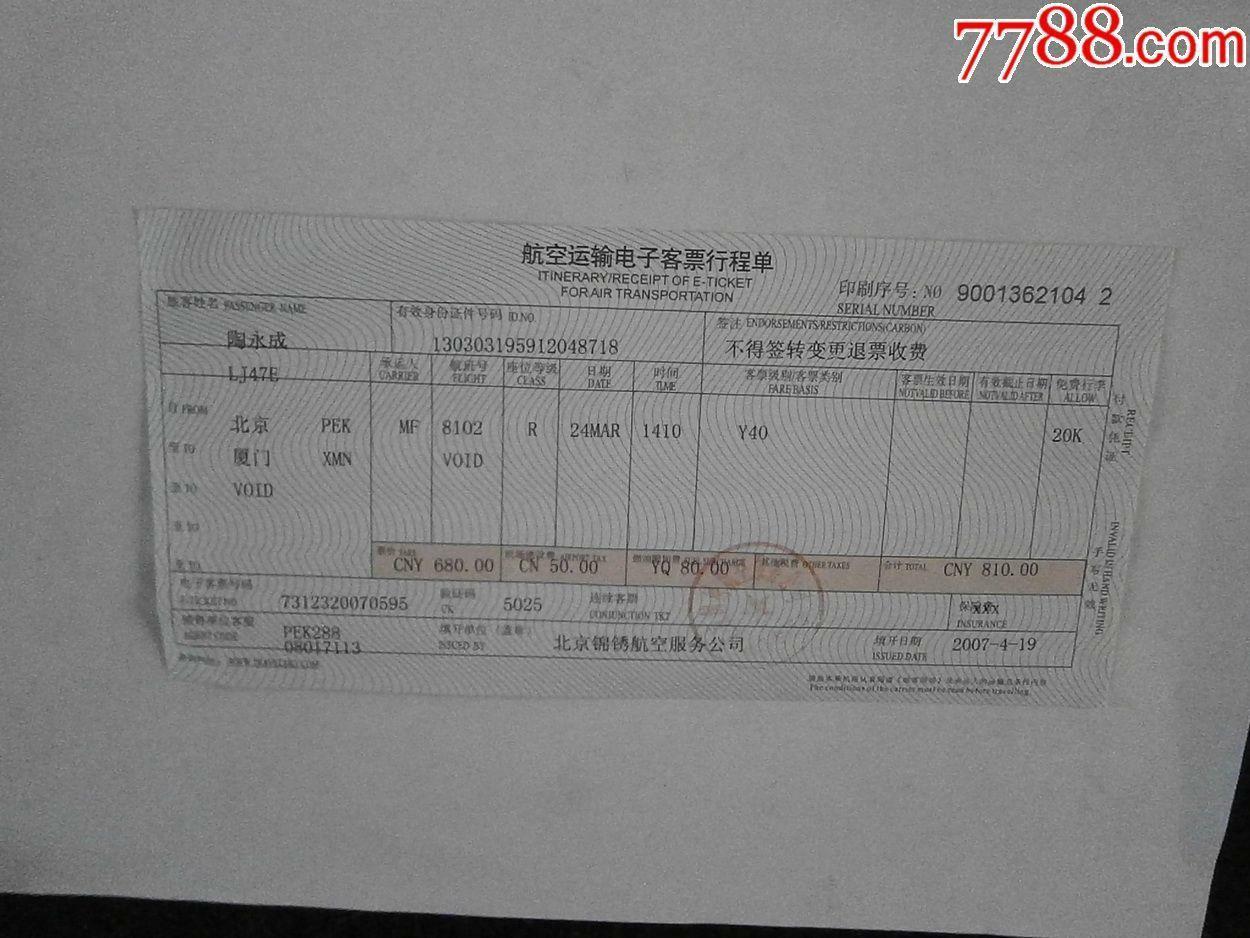 7788.com
航空运输电子客票行程单
ITINERARY/RECEIPT OF E-TICKET
FOR AIR TRANSPORTATION
印刷序号: NO 9001362104 2
SERIAL NUMBER
旅客姓名 PASSENGER NAME
有效身份证件号码 ID.NO.
签注 ENDORSEMENTS/RESTRICTIONS(CARBON)
陶永成
130303195912048718
不得签转变更退票收费
LJ47E
承运人 航班号 座位等级 日期 时间 客票级别/客票类别 客票生效日期 有效截止日期 免费行李
CARRIER FLIGHT CLASS DATE TIME FARE BASIS NOTVALID BEFORE NOTVALID AFTER ALLOW
自 FROM 北京 PEK MF 8102 R 24MAR 1410 Y40 20K
至 TO 厦门 XMN VOID
至 TO VOID
至 TO
至 TO
票价 FARE 机场建设费 AIRPORT TAX 燃油附加费 FUEL SURCHARGE 其他税费 OTHER TAXES 合计 TOTAL
CNY 680.00 CN 50.00 YQ 80.00 CNY 810.00
电子客票号码 验证码 连续客票 保险费
E-TICKET NO 7312320070595 CK 5025 CONJUNCTION TKT XXX
INSURANCE
销售单位代号 PEK288 填开单位 (盖章) 北京锦锈航空服务公司 填开日期 2007-4-19
AGENT CODE 08017113 ISSUED BY ISSUED DATE
The conditions of the carrier must be read before travelling.
付款凭证
RECEIPT
手写无效
INVALID IN HAND WRITING